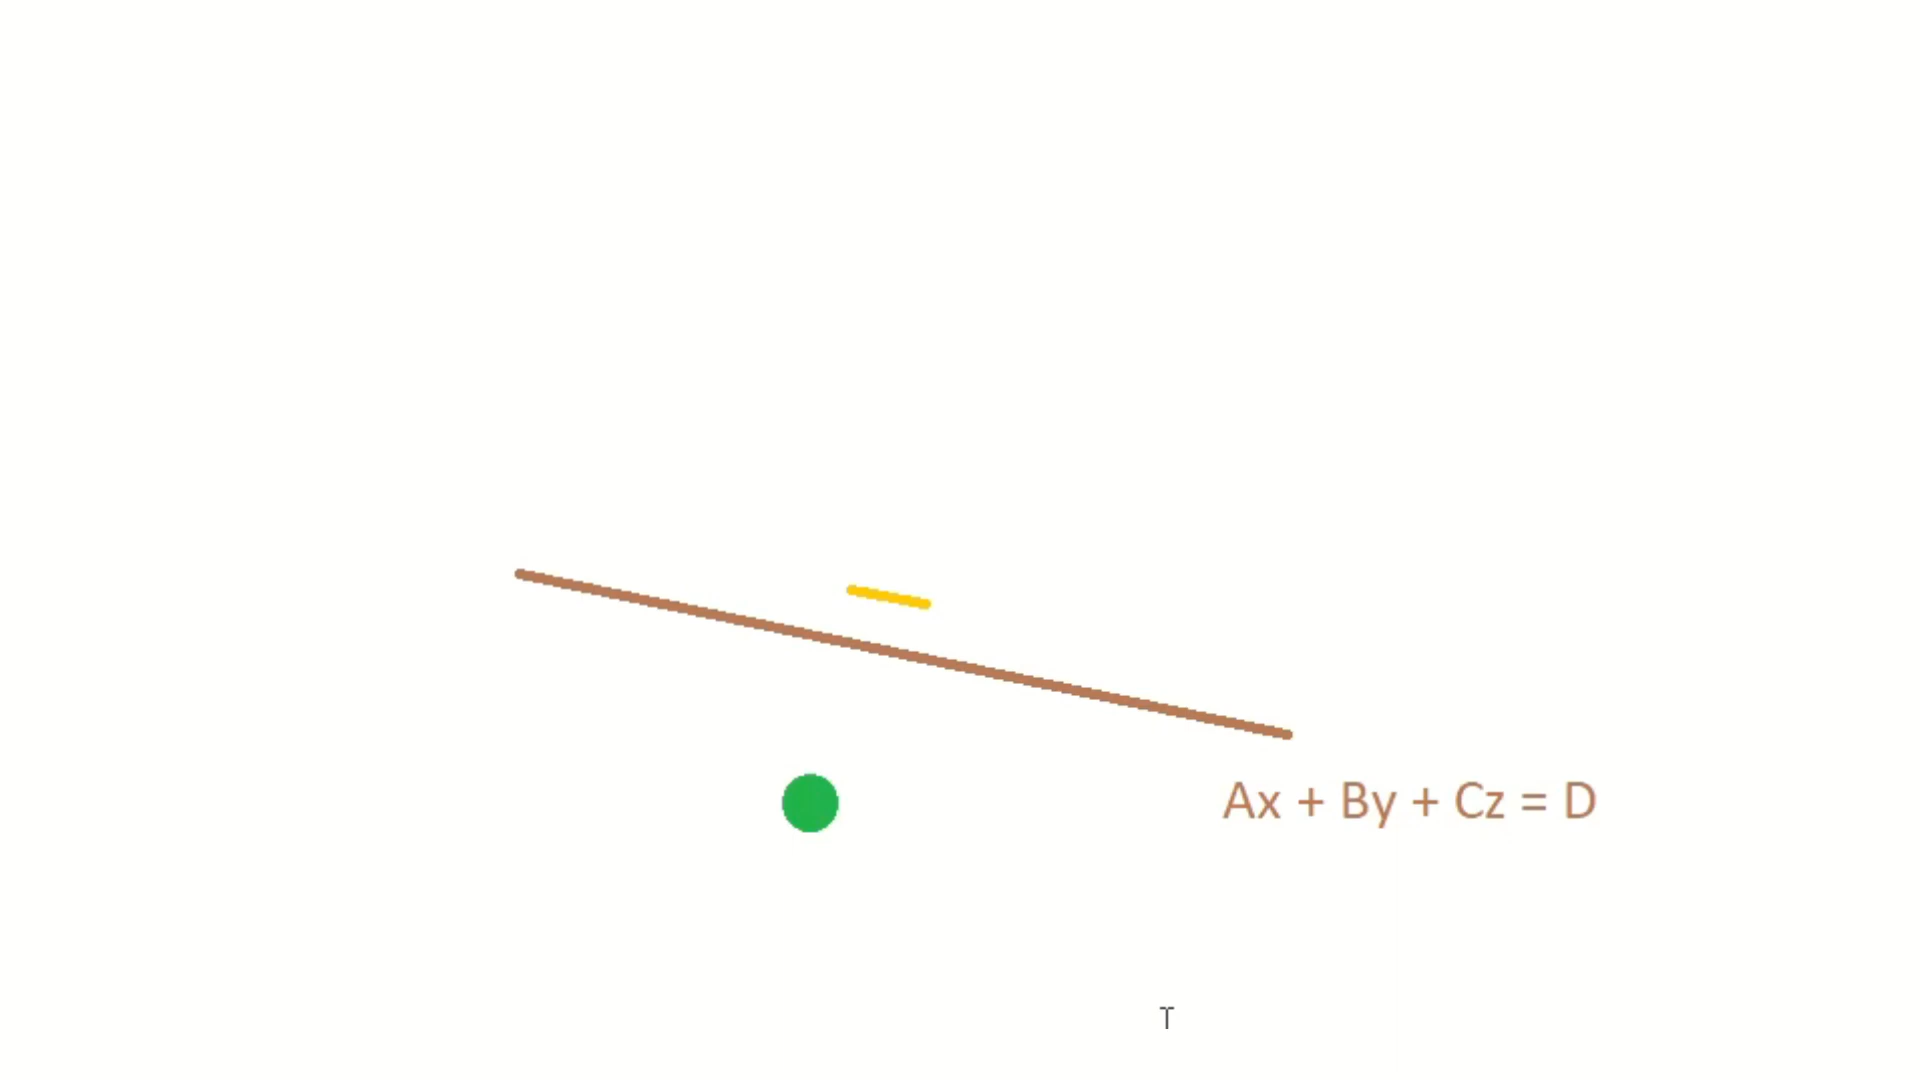 Ax + By + Cz = D